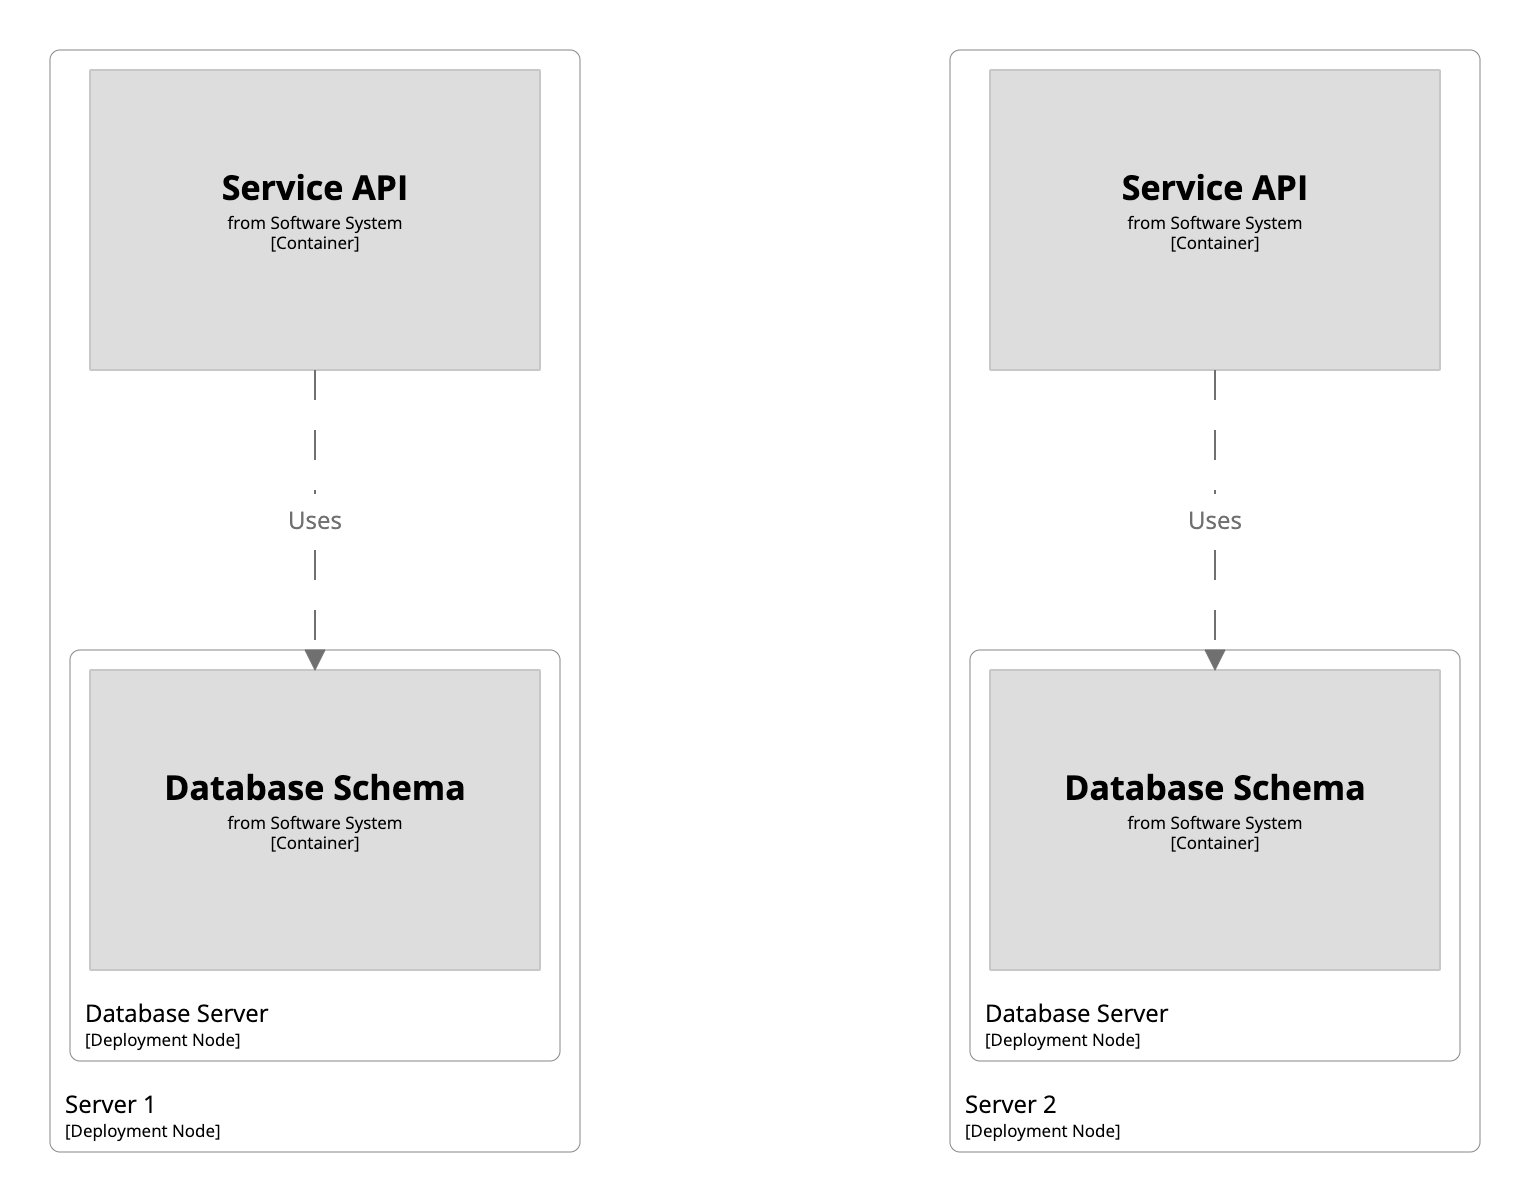 Service API
from Software System
[Container]
Uses
Database Schema
from Software System
[Container]
Database Server
[Deployment Node]
Server 1
[Deployment Node]
Service API
from Software System
[Container]
Uses
Database Schema
from Software System
[Container]
Database Server
[Deployment Node]
Server 2
[Deployment Node]